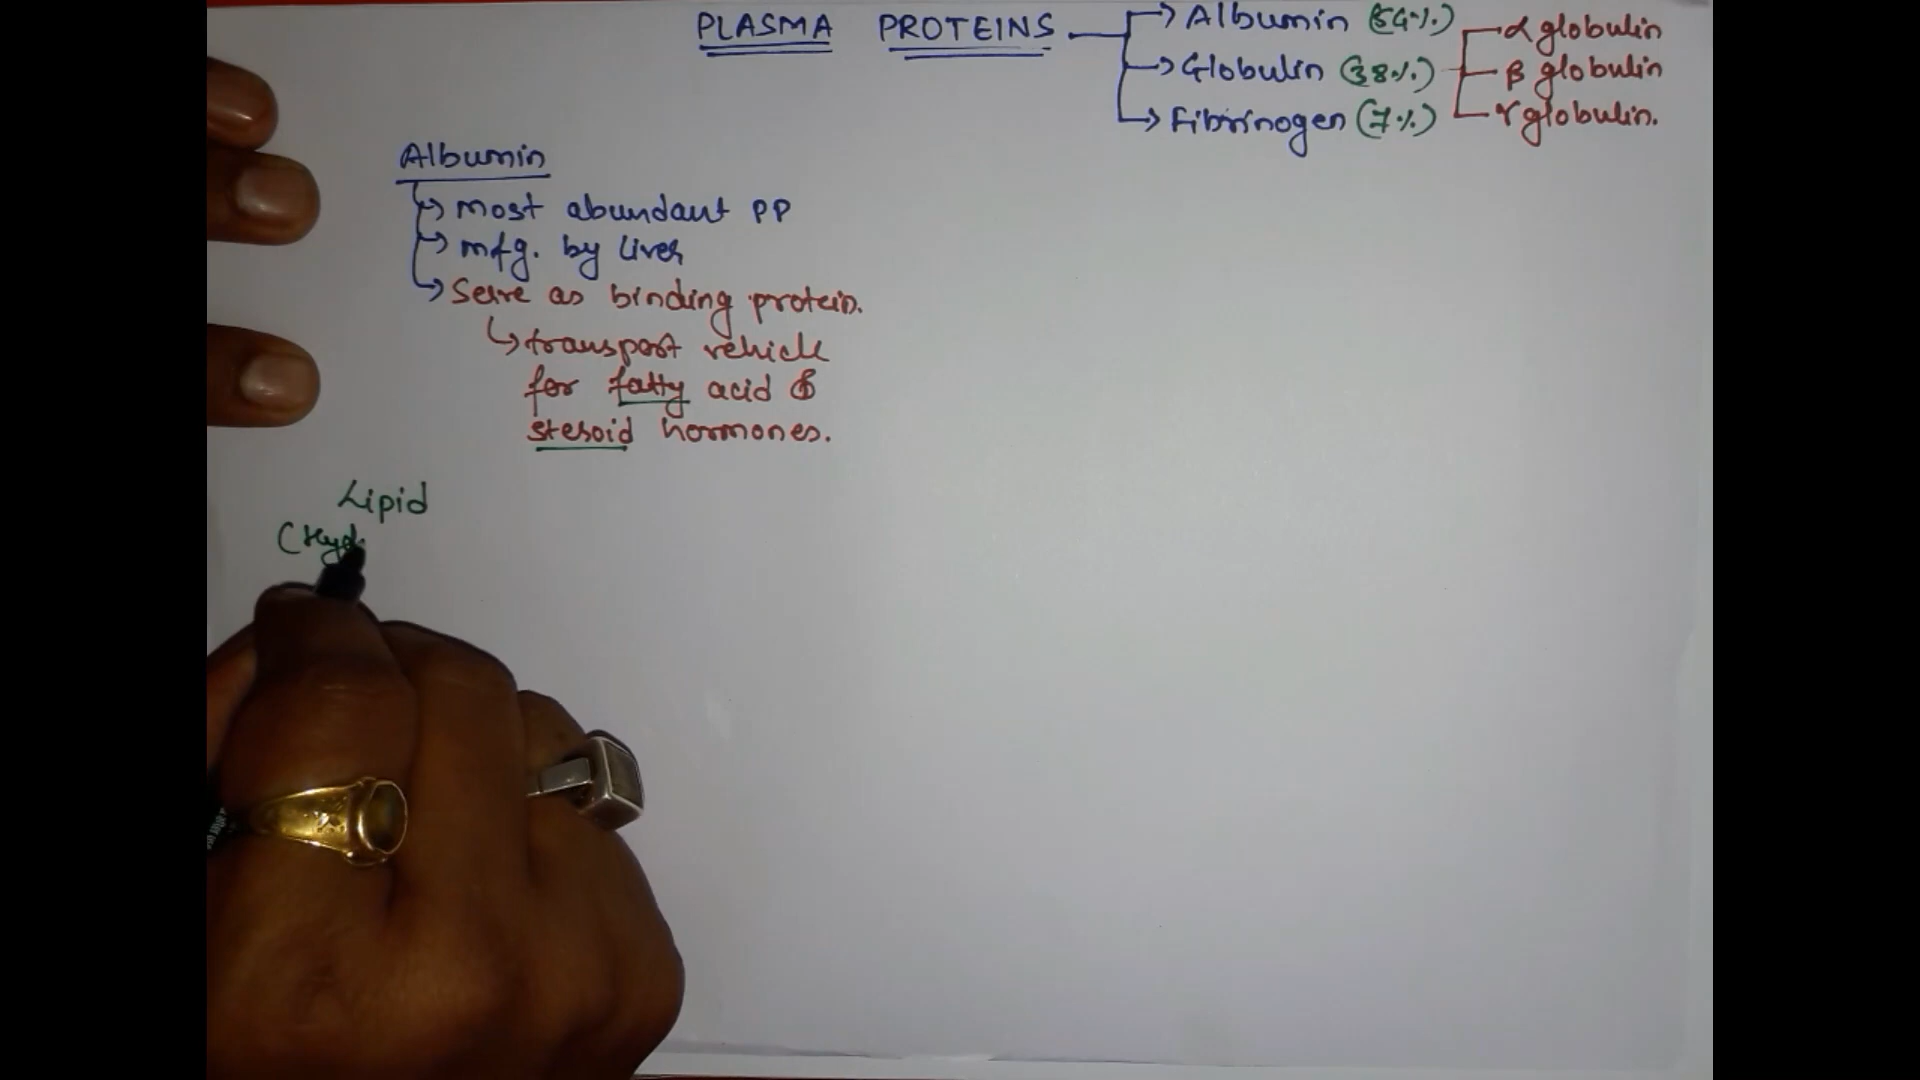 PLASMA PROTEINS
Albumin (54%)
Globulin (38%)
Fibrinogen (7%)
α globulin
β globulin
γ globulin.
Albumin
most abundant PP
mfg. by liver
Serve as binding protein.
transport vehicle
for fatty acid &
steroid hormones.
Lipid
(Hyd